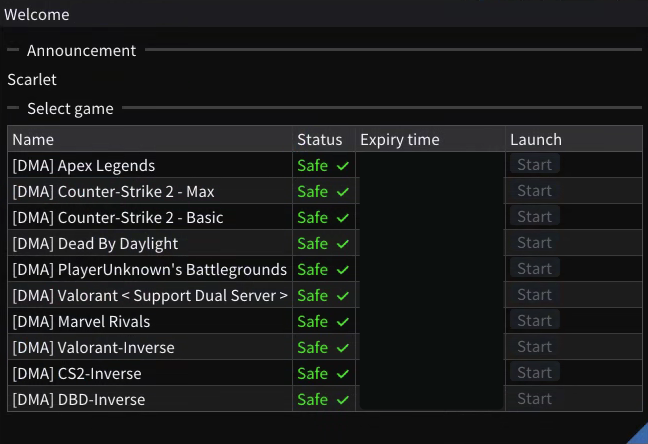 Welcome
Announcement
Scarlet
Select game
Name Status Expiry time Launch
[DMA] Apex Legends Safe ✓ Start
[DMA] Counter-Strike 2 - Max Safe ✓ Start
[DMA] Counter-Strike 2 - Basic Safe ✓ Start
[DMA] Dead By Daylight Safe ✓ Start
[DMA] PlayerUnknown's Battlegrounds Safe ✓ Start
[DMA] Valorant < Support Dual Server > Safe ✓ Start
[DMA] Marvel Rivals Safe ✓ Start
[DMA] Valorant-Inverse Safe ✓ Start
[DMA] CS2-Inverse Safe ✓ Start
[DMA] DBD-Inverse Safe ✓ Start